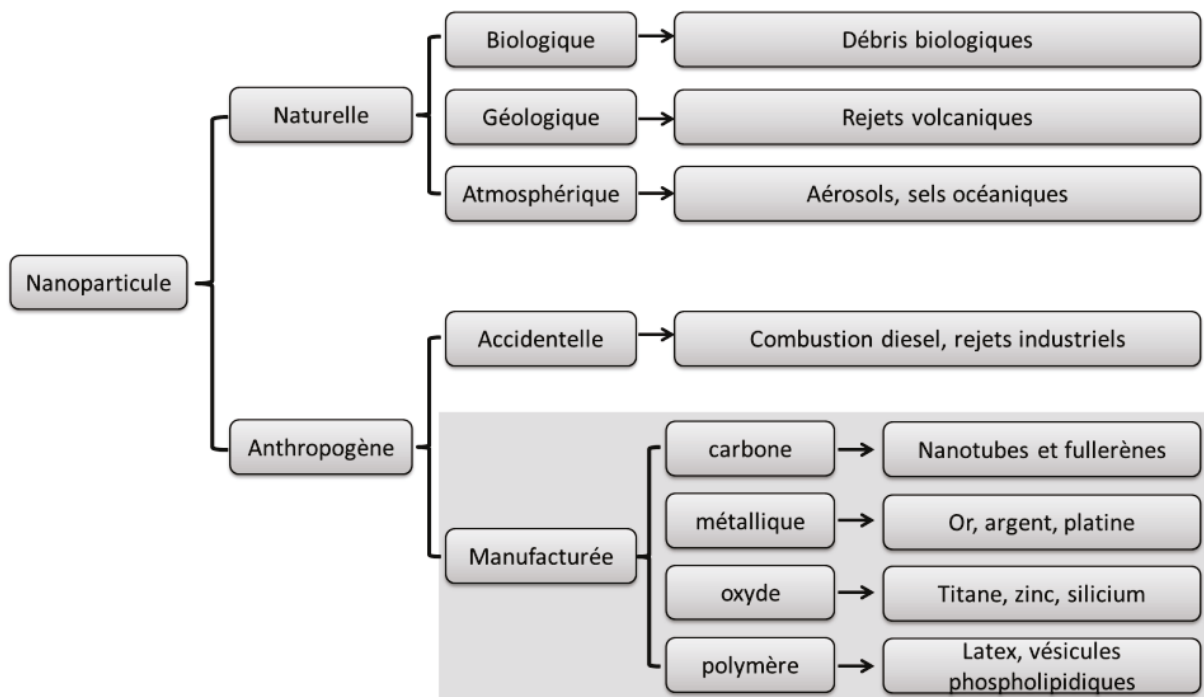 Biologique
Débris biologiques
Naturelle
Géologique
Rejets volcaniques
Atmosphérique
Aérosols, sels océaniques
Nanoparticule
Accidentelle
Combustion diesel, rejets industriels
Anthropogène
carbone
Nanotubes et fullerènes
métallique
Or, argent, platine
Manufacturée
oxyde
Titane, zinc, silicium
polymère
Latex, vésicules
phospholipidiques